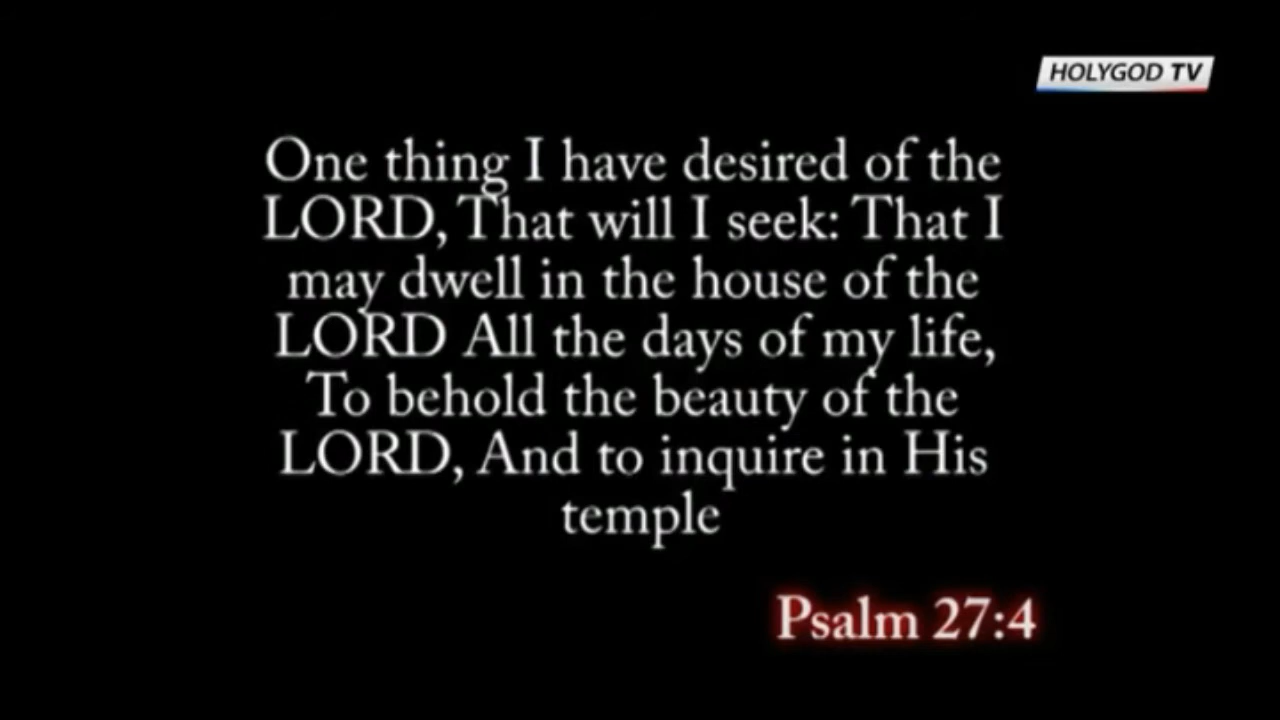 HOLYGOD TV
One thing I have desired of the
LORD, That will I seek: That I
may dwell in the house of the
LORD All the days of my life,
To behold the beauty of the
LORD, And to inquire in His
temple
Psalm 27:4